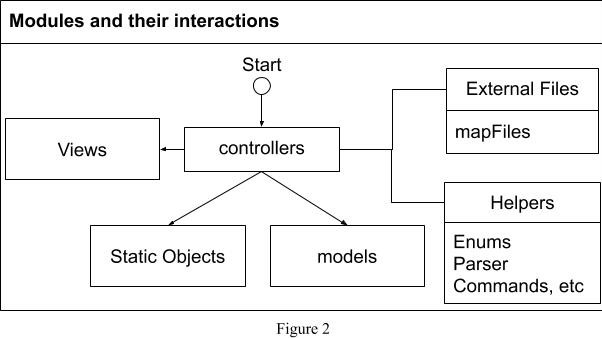 Modules and their interactions
Start
External Files
mapFiles
Views
controllers
Helpers
Enums
Parser
Commands, etc
Static Objects
models
Figure 2